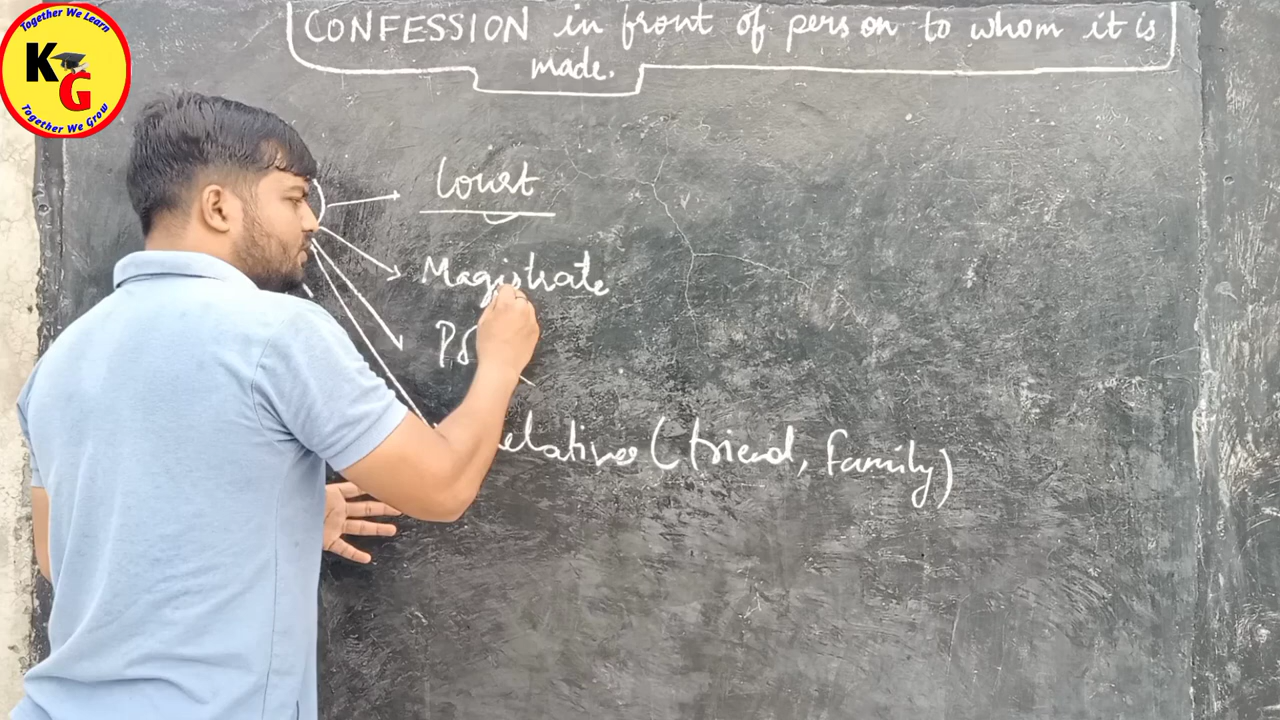 Together We Learn
KG
Together We Grow
CONFESSION in front of person to whom it is
made.
Court
Magistrate
relatives (friend, family)